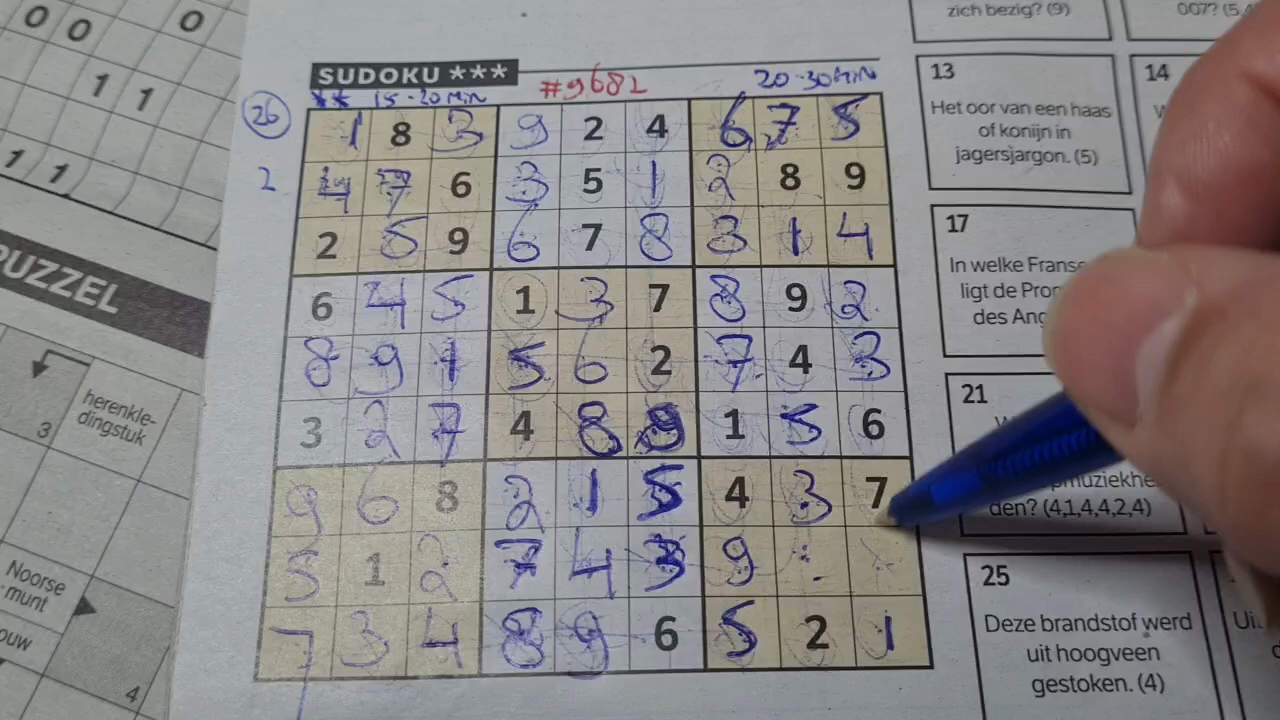 zich bezig? (9)
007? (5,4
0 0 0
1 1
1 1
SUDOKU ***
#9682
** 15-20 MIN
20-30 MIN
26
2
1 8 3 9 2 4 6 7 5
4 7 6 3 5 1 2 8 9
2 5 9 6 7 8 3 1 4
6 4 5 1 3 7 8 9 2
8 9 1 5 6 2 7 4 3
3 2 7 4 8 9 1 5 6
9 6 8 2 1 5 4 3 7
5 1 2 7 4 3 9
7 3 4 8 9 6 5 2 1
13
Het oor van een haas
of konijn in
jagersjargon. (5)
14
17
In welke Franse
ligt de
des
21
den? (4,1,4,4,2,4)
25
Deze brandstof werd
uit hoogveen
gestoken. (4)
PUZZEL
herenkle-
dingstuk
3
Noorse
munt
4